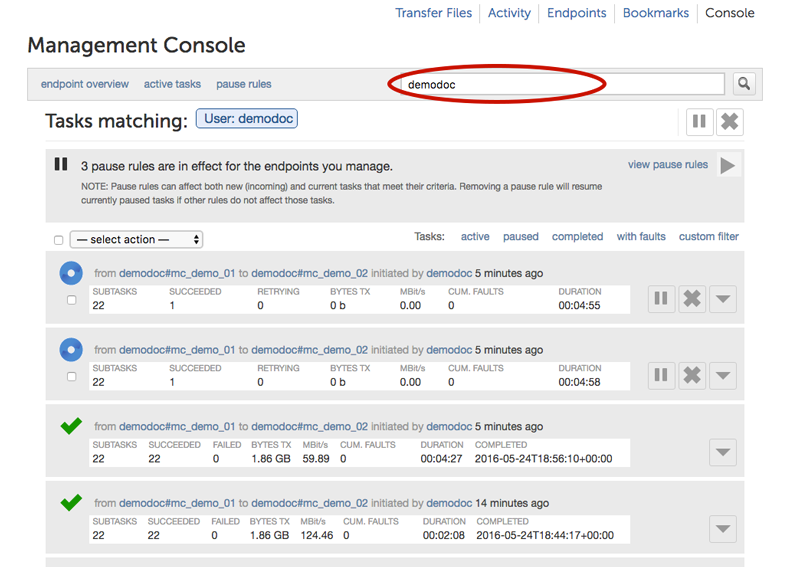 Transfer Files Activity Endpoints Bookmarks Console
Management Console
endpoint overview active tasks pause rules demodoc
Tasks matching: User: demodoc
3 pause rules are in effect for the endpoints you manage. view pause rules
NOTE: Pause rules can affect both new (incoming) and current tasks that meet their criteria. Removing a pause rule will resume
currently paused tasks if other rules do not affect those tasks.
— select action — Tasks: active paused completed with faults custom filter
from demodoc#mc_demo_01 to demodoc#mc_demo_02 initiated by demodoc 5 minutes ago
SUBTASKS SUCCEEDED RETRYING BYTES TX MBit/s CUM. FAULTS DURATION
22 1 0 0 b 0.00 0 00:04:55
from demodoc#mc_demo_01 to demodoc#mc_demo_02 initiated by demodoc 5 minutes ago
SUBTASKS SUCCEEDED RETRYING BYTES TX MBit/s CUM. FAULTS DURATION
22 1 0 0 b 0.00 0 00:04:58
from demodoc#mc_demo_01 to demodoc#mc_demo_02 initiated by demodoc 5 minutes ago
SUBTASKS SUCCEEDED FAILED BYTES TX MBit/s CUM. FAULTS DURATION COMPLETED
22 22 0 1.86 GB 59.89 0 00:04:27 2016-05-24T18:56:10+00:00
from demodoc#mc_demo_01 to demodoc#mc_demo_02 initiated by demodoc 14 minutes ago
SUBTASKS SUCCEEDED FAILED BYTES TX MBit/s CUM. FAULTS DURATION COMPLETED
22 22 0 1.86 GB 124.46 0 00:02:08 2016-05-24T18:44:17+00:00